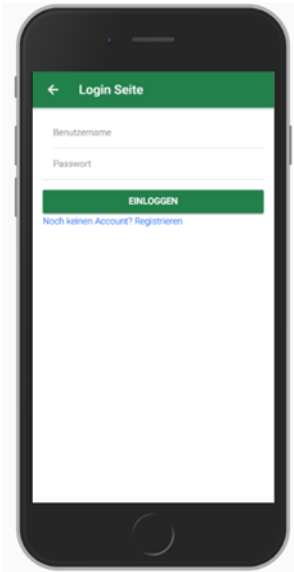 Login Seite
Benutzername
Passwort
EINLOGGEN
Noch keinen Account? Registrieren